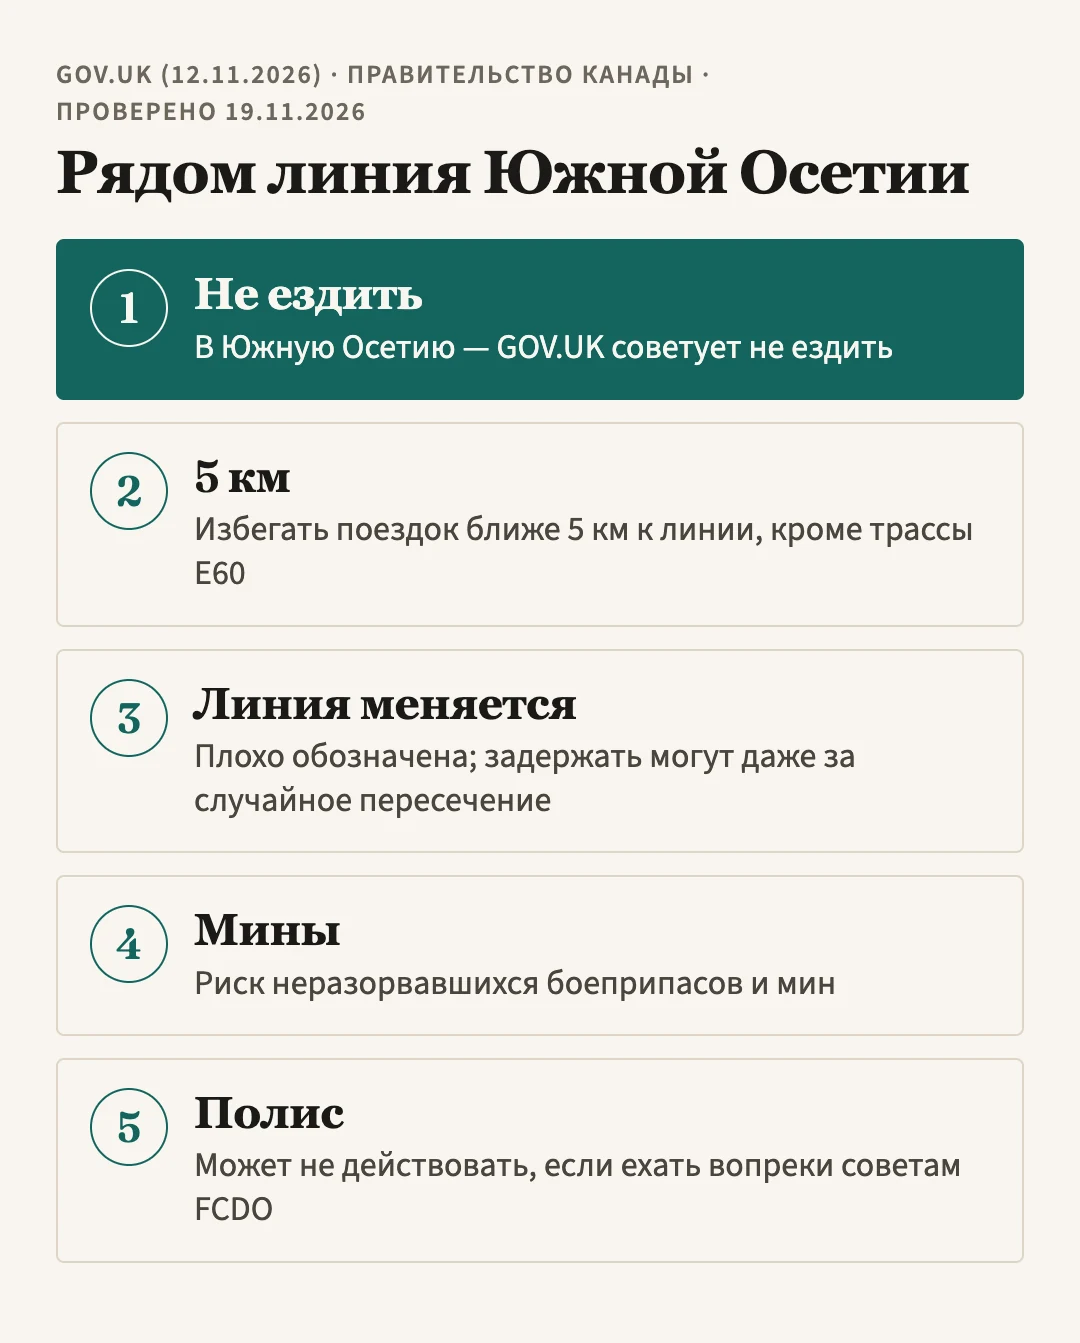 GOV.UK (12.11.2026) · ПРАВИТЕЛЬСТВО КАНАДЫ ·
ПРОВЕРЕНО 19.11.2026
Рядом линия Южной Осетии
1
Не ездить
В Южную Осетию — GOV.UK советует не ездить
2
5 км
Избегать поездок ближе 5 км к линии, кроме трассы
E60
3
Линия меняется
Плохо обозначена; задержать могут даже за
случайное пересечение
4
Мины
Риск неразорвавшихся боеприпасов и мин
5
Полис
Может не действовать, если ехать вопреки советам
FCDO